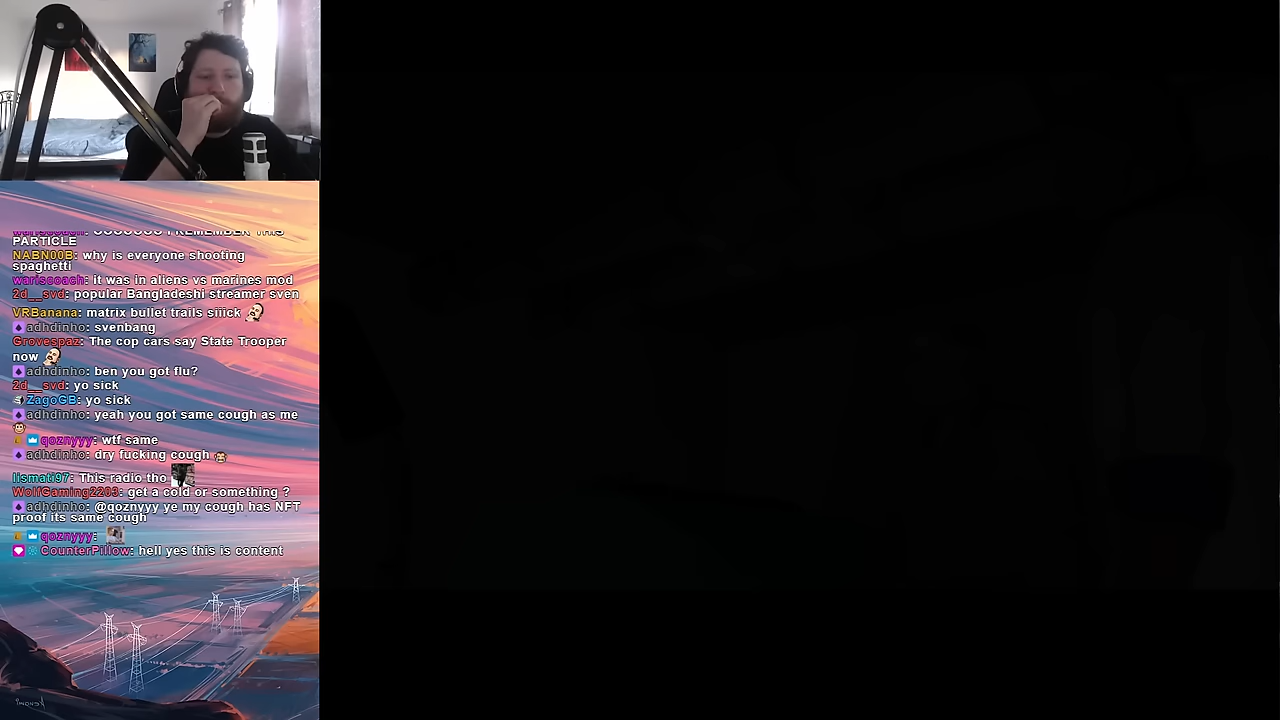 PARTICLE
NABN00B: why is everyone shooting
spaghetti
wariscoach: it was in aliens vs marines mod
2d__svd: popular Bangladeshi streamer sven
VRBanana: matrix bullet trails siiick
adhdinho: svenbang
Grovespaz: The cop cars say State Trooper
now
adhdinho: ben you got flu?
2d__svd: yo sick
ZagoGB: yo sick
adhdinho: yeah you got same cough as me
qoznyyy: wtf same
adhdinho: dry fucking cough
lismati97: This radio tho
WolfGaming2203: get a cold or something ?
adhdinho: @qoznyyy ye my cough has NFT
proof its same cough
qoznyyy:
CounterPillow: hell yes this is content